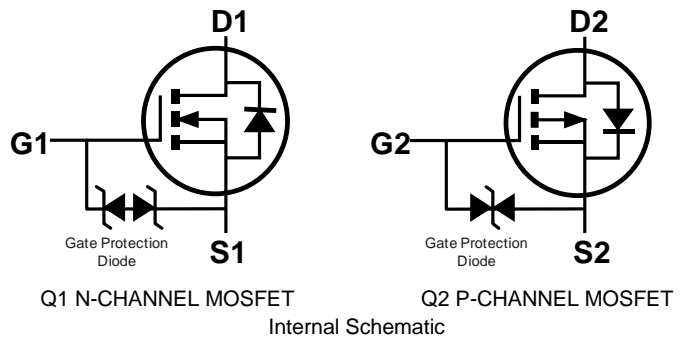 D1
D2
G1
G2
Gate Protection
Diode
S1
Gate Protection
Diode
S2
Q1 N-CHANNEL MOSFET
Q2 P-CHANNEL MOSFET
Internal Schematic